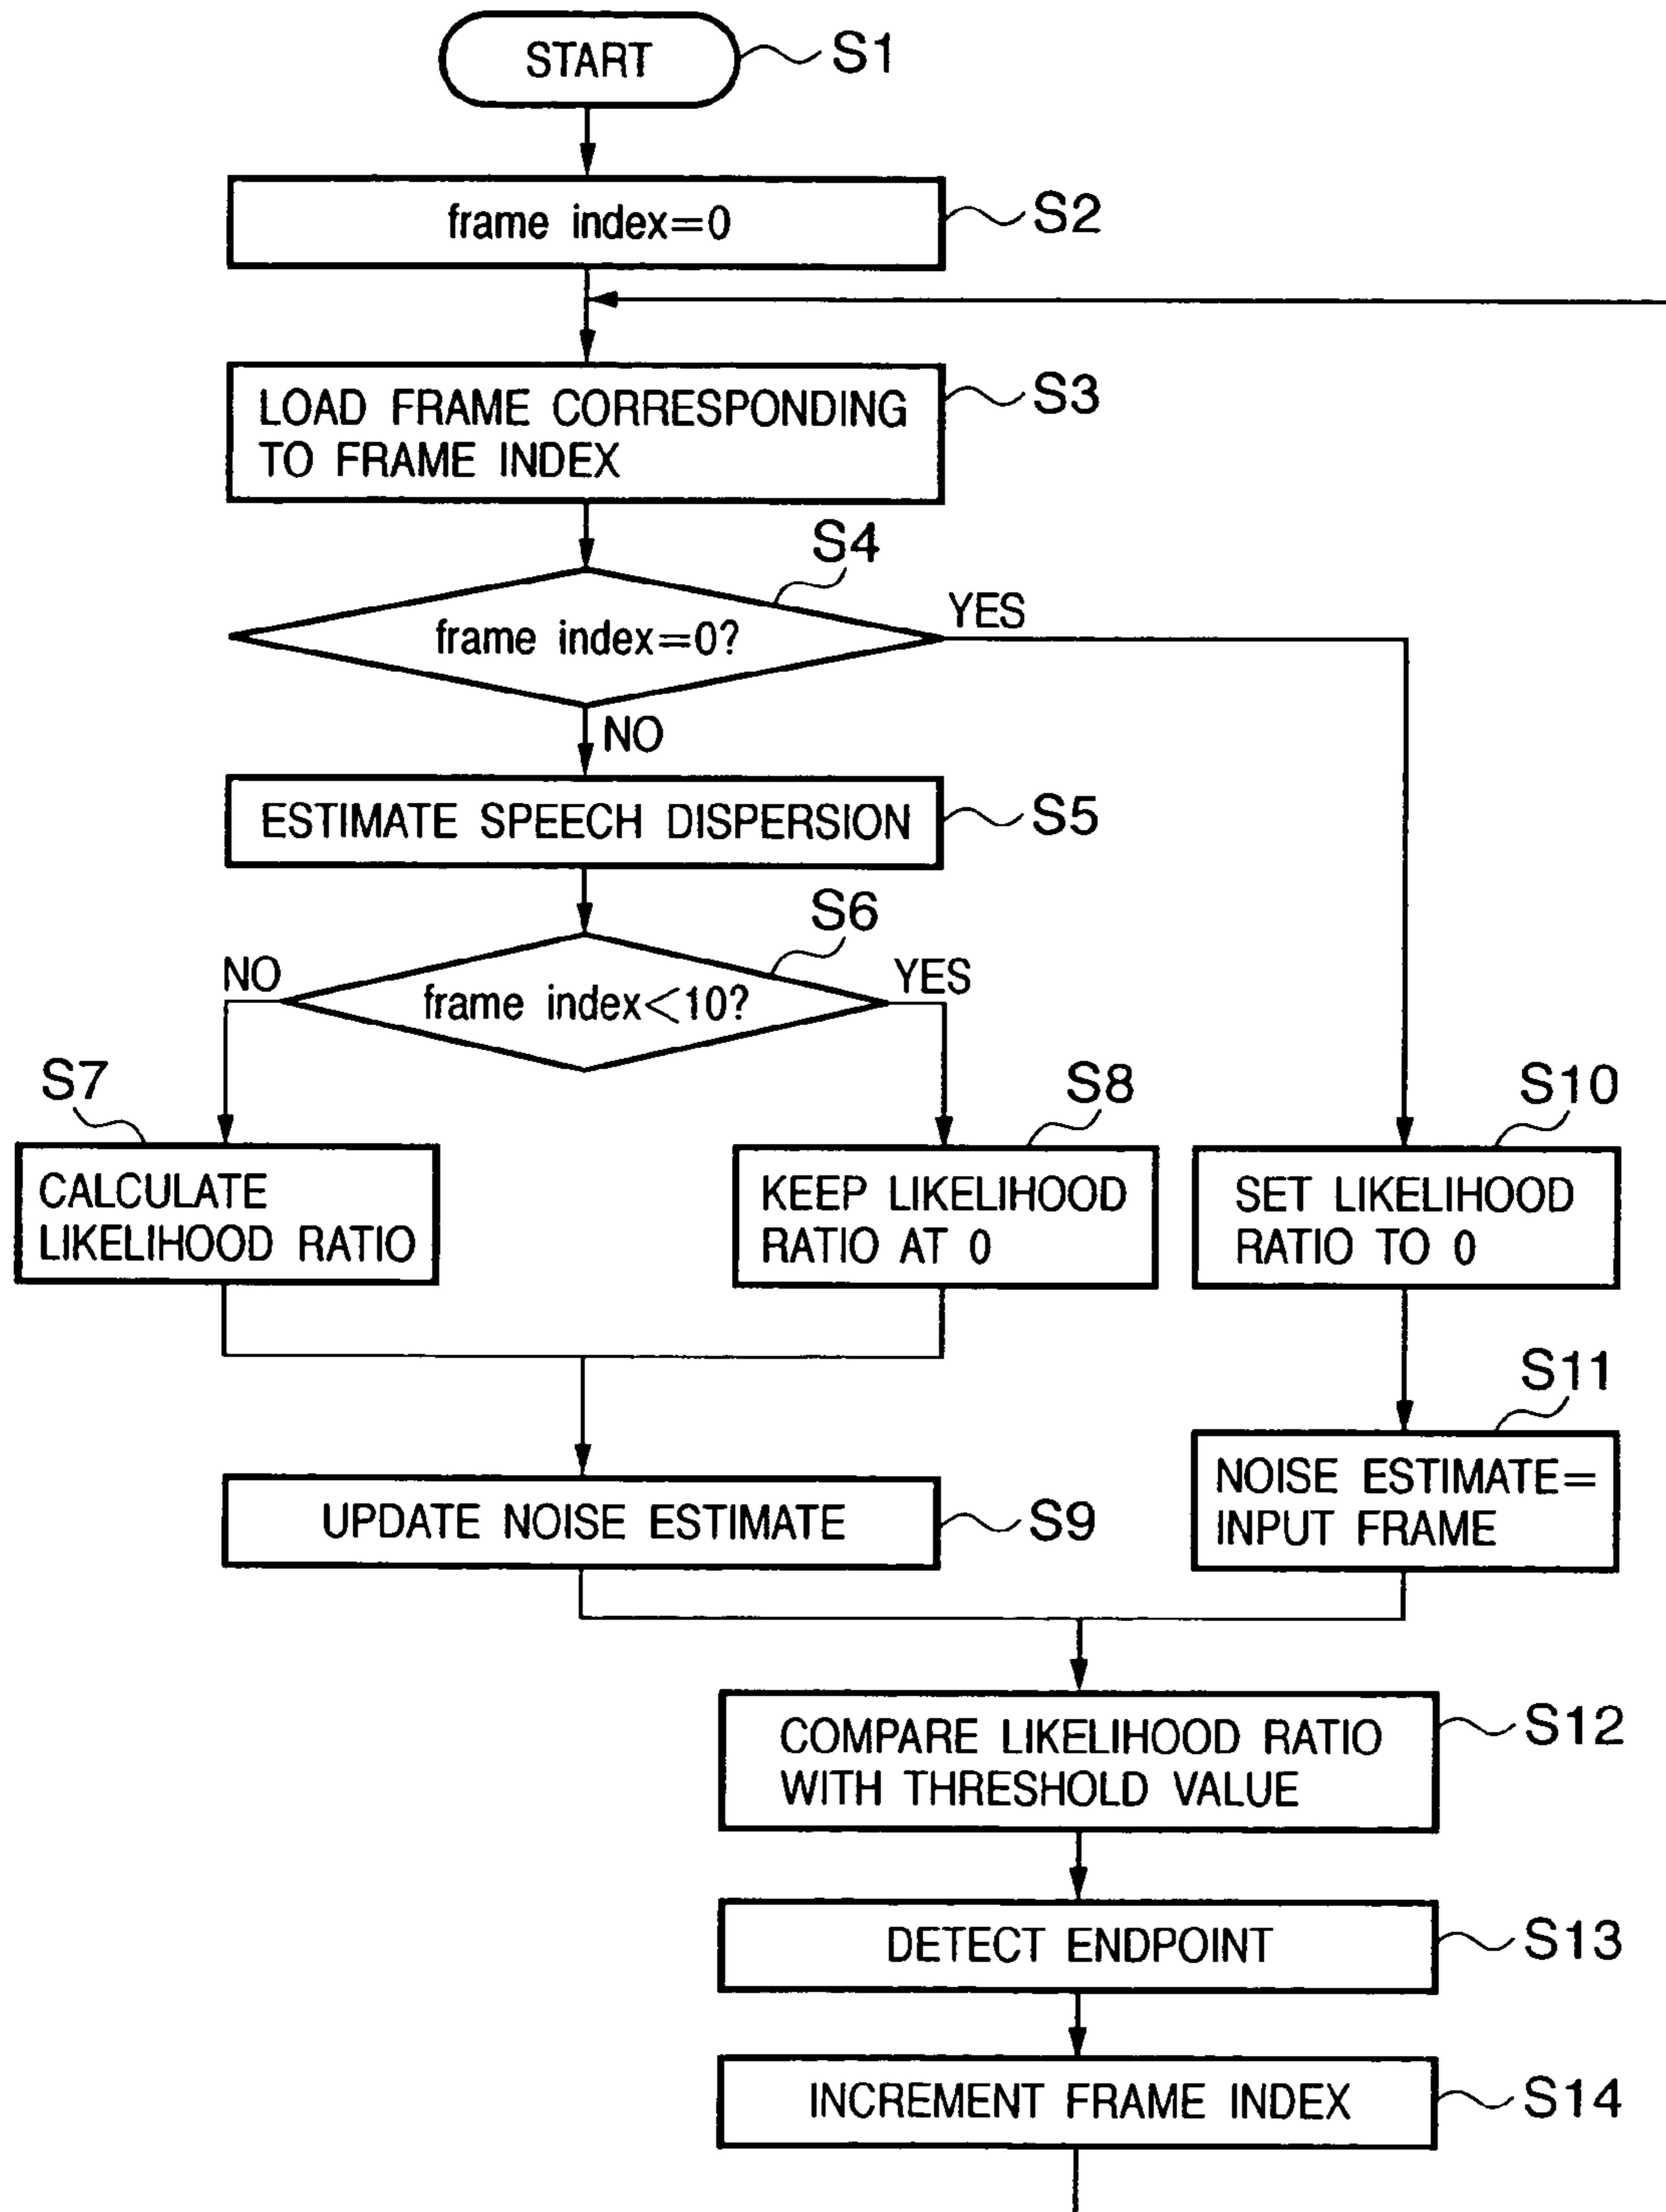 START
S1
frame index=0
S2
LOAD FRAME CORRESPONDING
TO FRAME INDEX
S3
S4
frame index=0?
YES
NO
ESTIMATE SPEECH DISPERSION
S5
S6
NO
frame index<10?
YES
S7
CALCULATE
LIKELIHOOD RATIO
S8
KEEP LIKELIHOOD
RATIO AT 0
S10
SET LIKELIHOOD
RATIO TO 0
S11
NOISE ESTIMATE=
INPUT FRAME
UPDATE NOISE ESTIMATE
S9
COMPARE LIKELIHOOD RATIO
WITH THRESHOLD VALUE
S12
DETECT ENDPOINT
S13
INCREMENT FRAME INDEX
S14